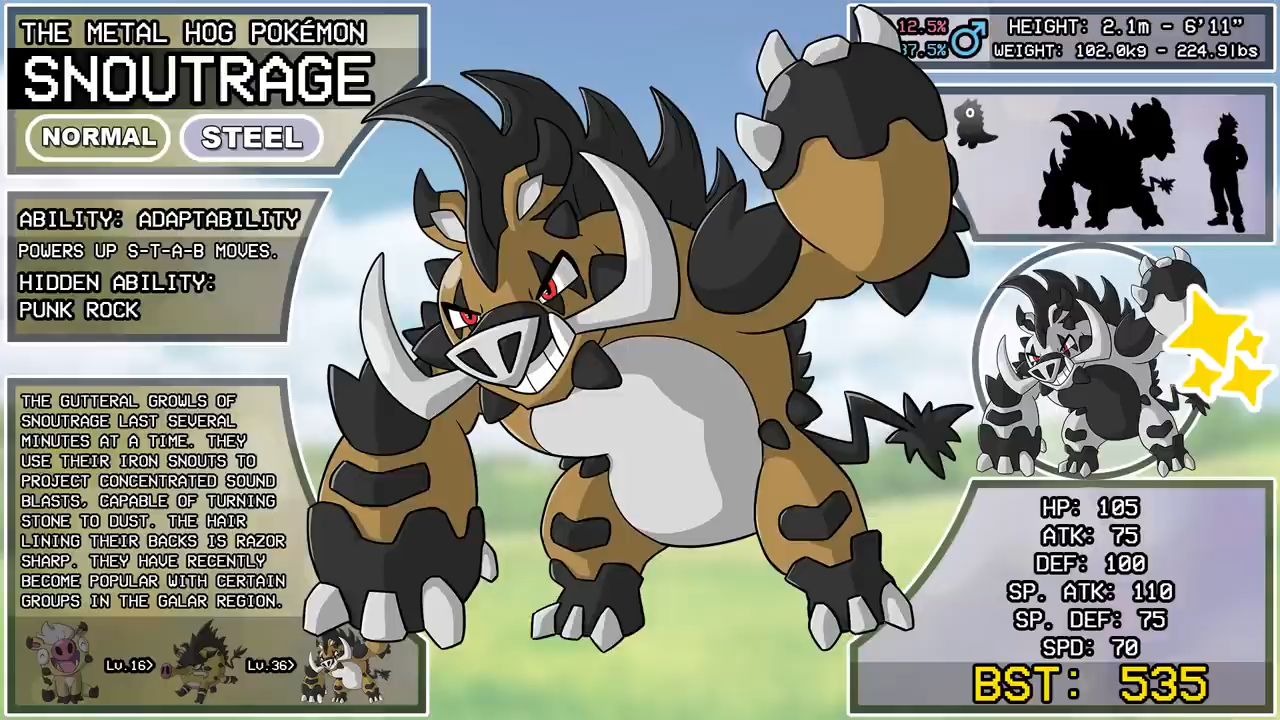 THE METAL HOG POKÉMON
SNOUTRAGE
NORMAL
STEEL
ABILITY: ADAPTABILITY
POWERS UP S-T-A-B MOVES.
HIDDEN ABILITY:
PUNK ROCK
THE GUTTERAL GROWLS OF
SNOUTRAGE LAST SEVERAL
MINUTES AT A TIME. THEY
USE THEIR IRON SNOUTS TO
PROJECT CONCENTRATED SOUND
BLASTS, CAPABLE OF TURNING
STONE TO DUST. THE HAIR
LINING THEIR BACKS IS RAZOR
SHARP. THEY HAVE RECENTLY
BECOME POPULAR WITH CERTAIN
GROUPS IN THE GALAR REGION.
Lv.16>
Lv.36>
12.5%
87.5%
HEIGHT: 2.1m - 6'11”
WEIGHT: 102.0kg - 224.9lbs
HP: 105
ATK: 75
DEF: 100
SP. ATK: 110
SP. DEF: 75
SPD: 70
BST: 535